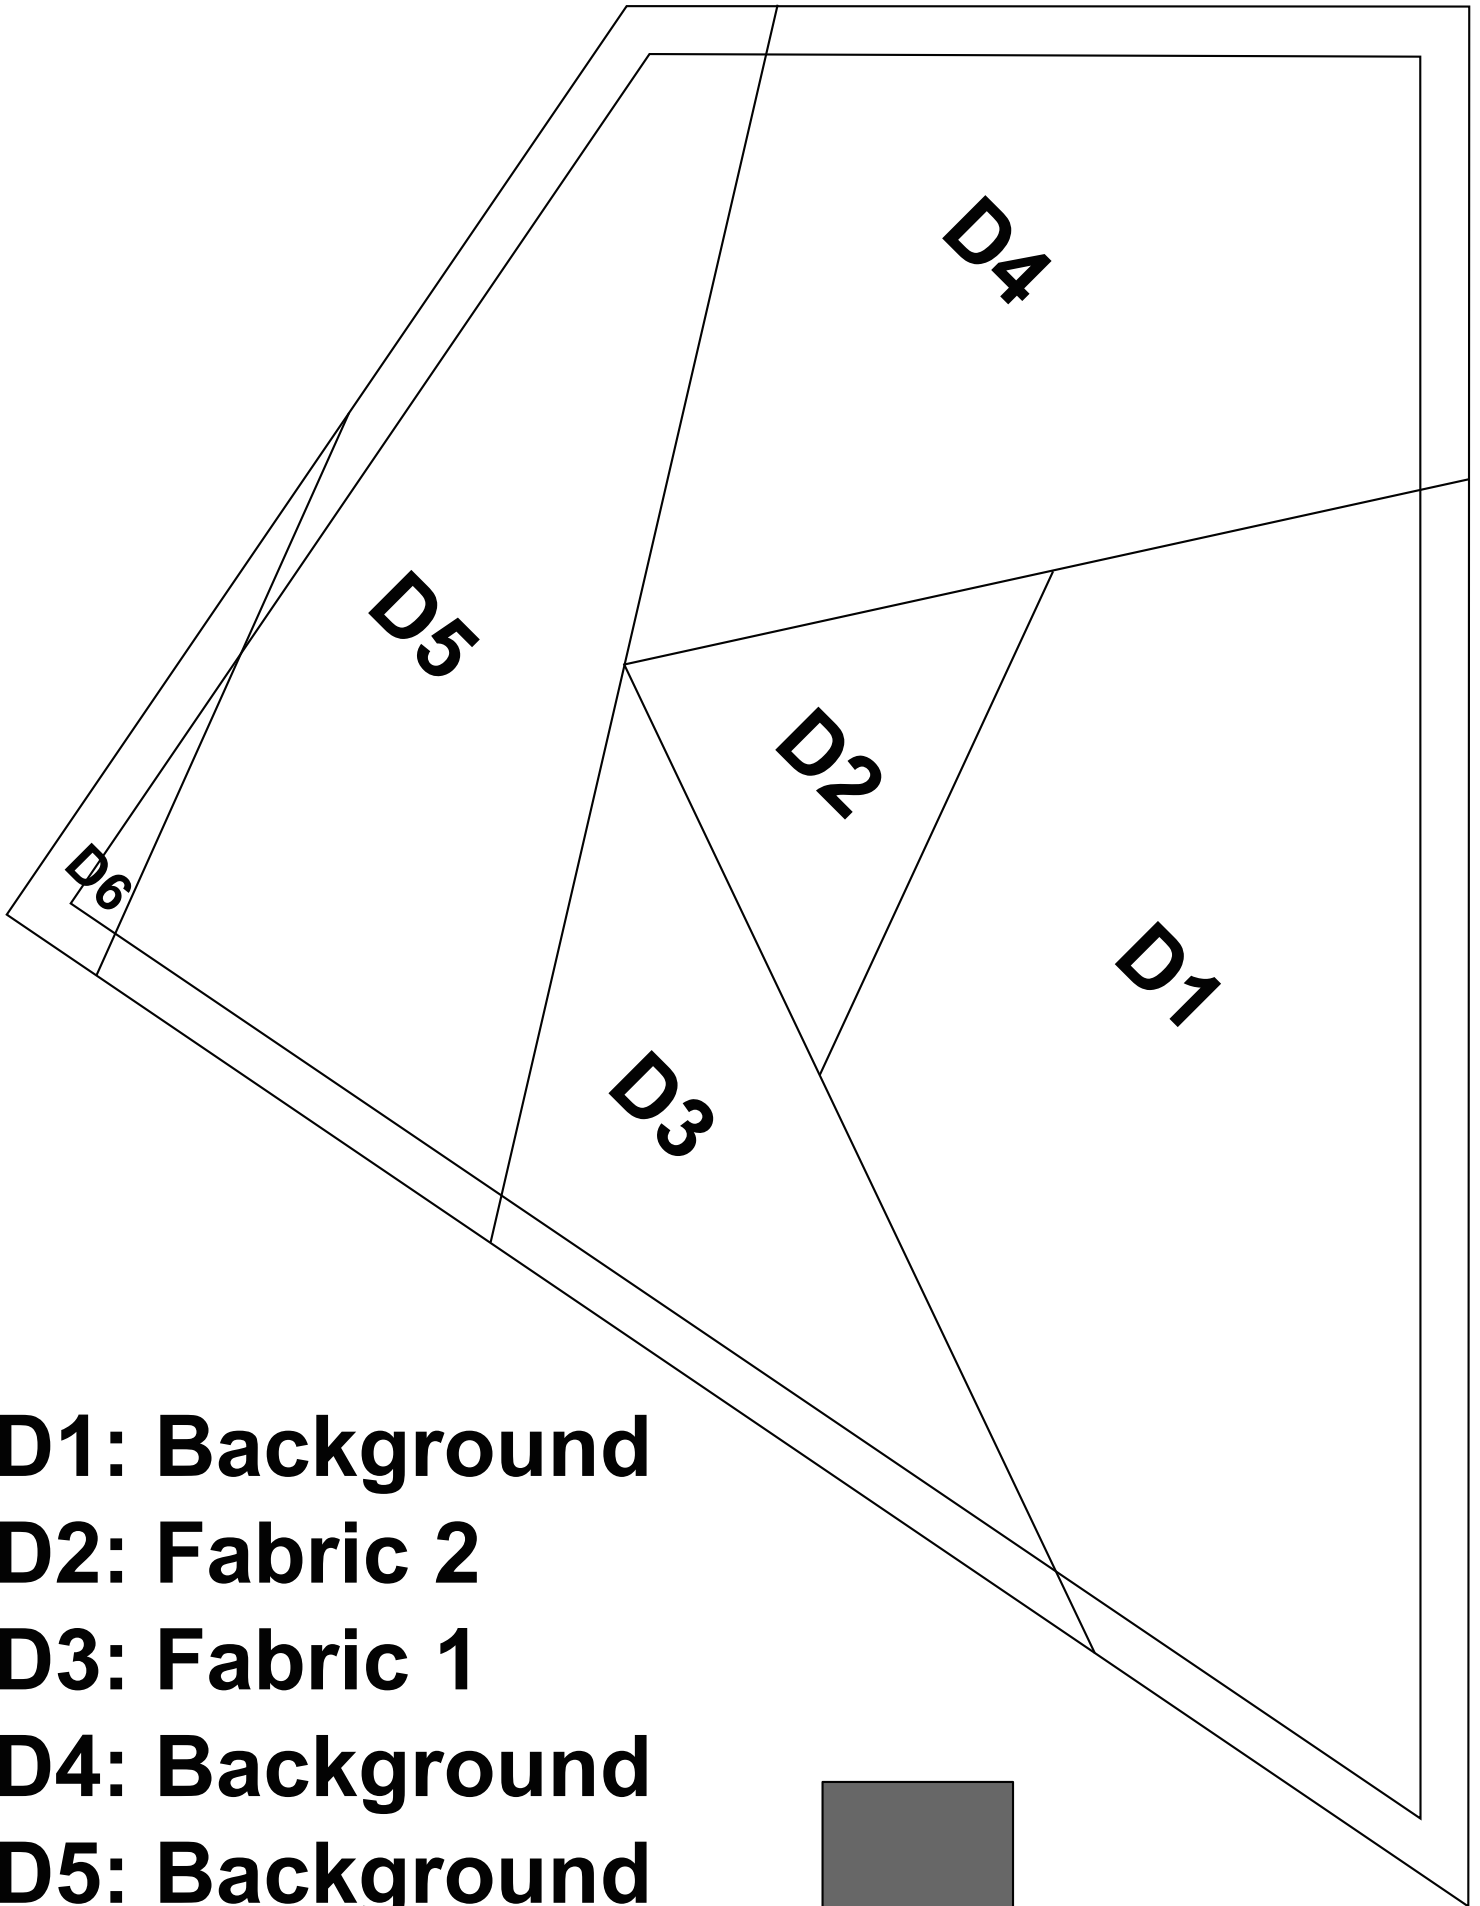 D4
D5
D2
D6
D1
D3
D1: Background
D2: Fabric 2
D3: Fabric 1
D4: Background
D5: Background